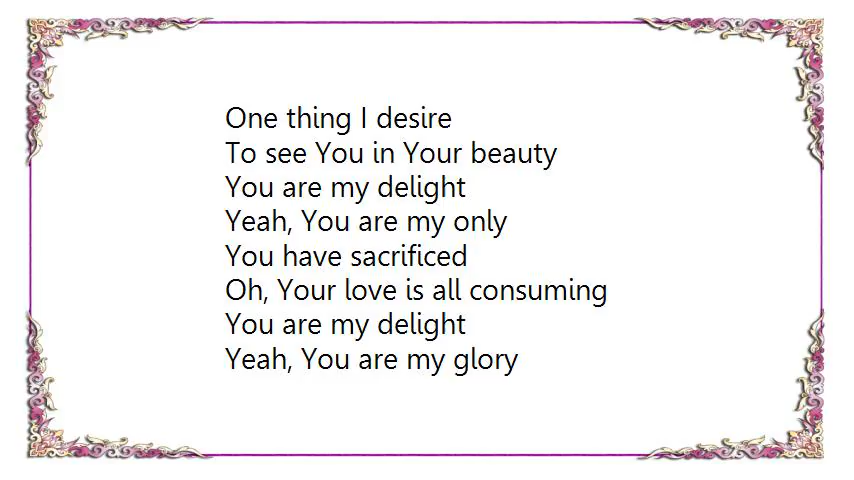 One thing I desire
To see You in Your beauty
You are my delight
Yeah, You are my only
You have sacrificed
Oh, Your love is all consuming
You are my delight
Yeah, You are my glory